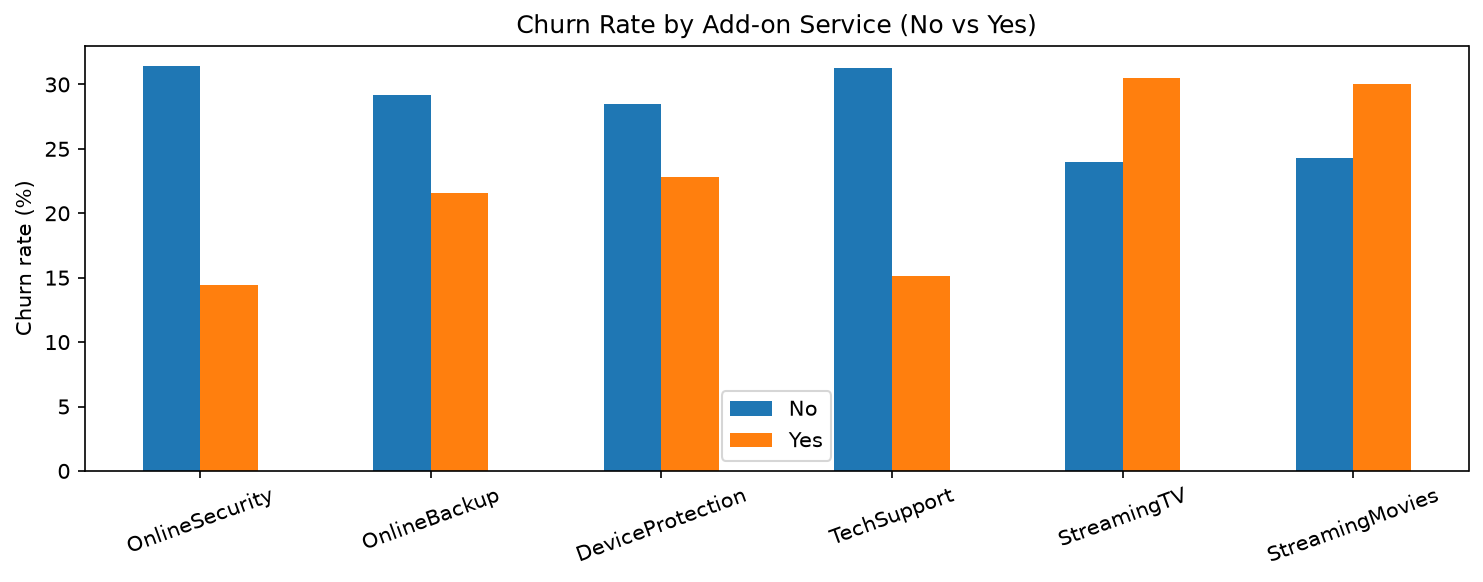 Churn Rate by Add-on Service (No vs Yes)
Churn rate (%)
30
25
20
15
10
5
0
No
Yes
OnlineSecurity
OnlineBackup
DeviceProtection
TechSupport
StreamingTV
StreamingMovies